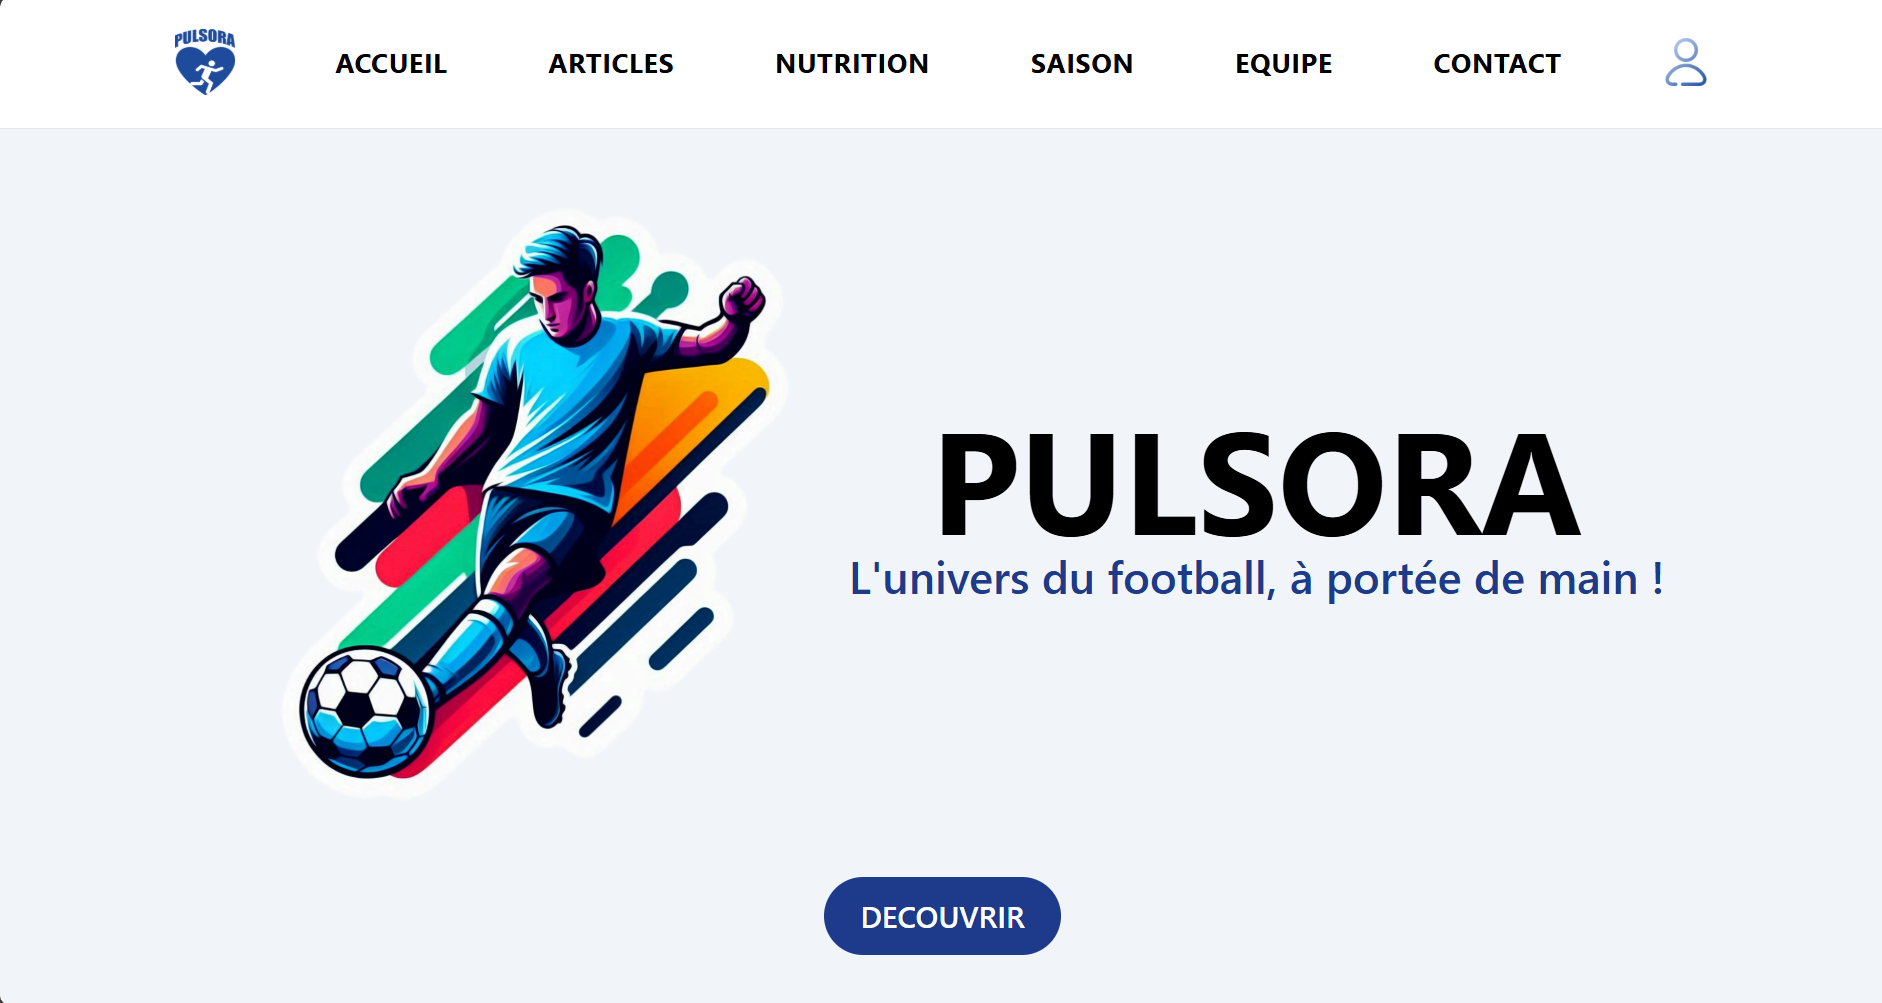 PULSORA
ACCUEIL ARTICLES NUTRITION SAISON EQUIPE CONTACT
PULSORA
L'univers du football, à portée de main !
DECOUVRIR